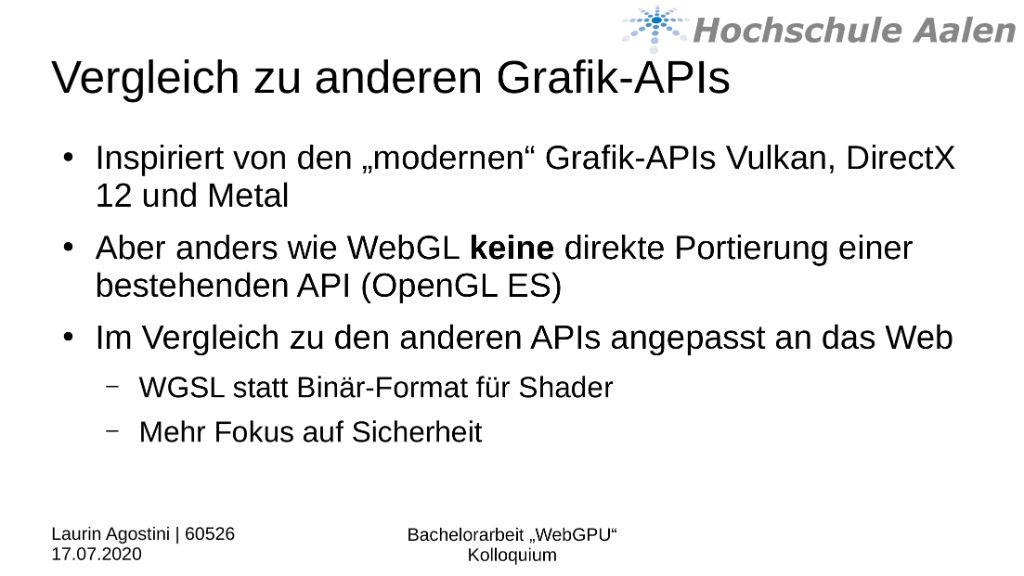 Hochschule Aalen
Vergleich zu anderen Grafik-APIs
• Inspiriert von den „modernen“ Grafik-APIs Vulkan, DirectX
12 und Metal
• Aber anders wie WebGL keine direkte Portierung einer
bestehenden API (OpenGL ES)
• Im Vergleich zu den anderen APIs angepasst an das Web
– WGSL statt Binär-Format für Shader
– Mehr Fokus auf Sicherheit
Laurin Agostini | 60526
17.07.2020
Bachelorarbeit „WebGPU“
Kolloquium